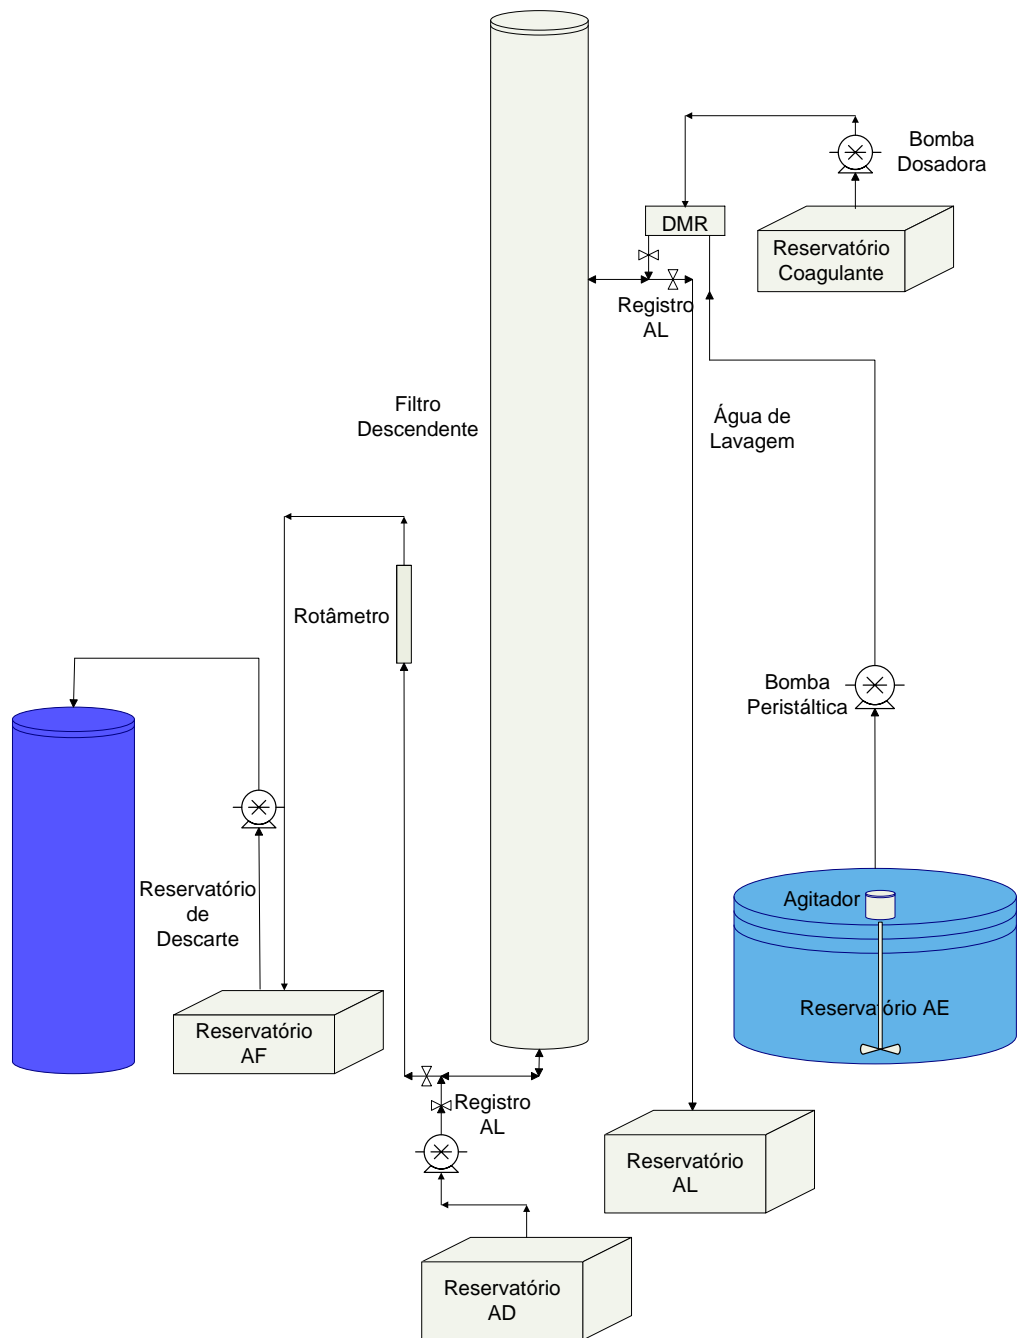 Bomba
Dosadora
DMR
Reservatório
Coagulante
Registro
AL
Filtro
Descendente
Água de
Lavagem
Rotâmetro
Bomba
Peristáltica
Reservatório
de
Descarte
Agitador
Reservatório AE
Reservatório
AF
Registro
AL
Reservatório
AL
Reservatório
AD